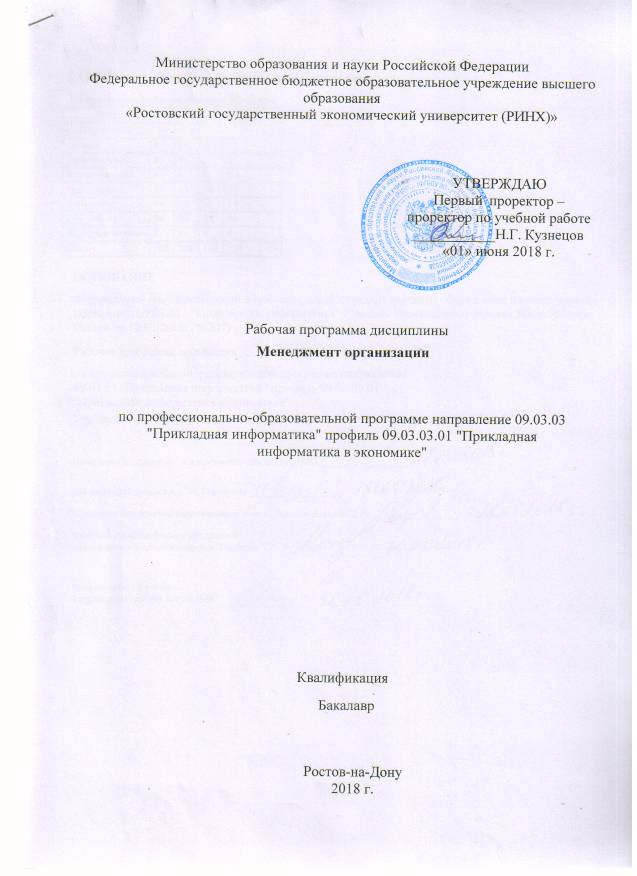 Министерство образования и науки Российской Федерации
Федеральное государственное бюджетное образовательное учреждение высшего
образования
«Ростовский государственный экономический университет (РИНХ)»
УТВЕРЖДАЮ
Первый проректор –
проректор по учебной работе
Н.Г. Кузнецов
«01» июня 2018 г.
Рабочая программа дисциплины
Менеджмент организации
по профессионально-образовательной программе направление 09.03.03
"Прикладная информатика" профиль 09.03.03.01 "Прикладная
информатика в экономике"
Квалификация
Бакалавр
Ростов-на-Дону
2018 г.